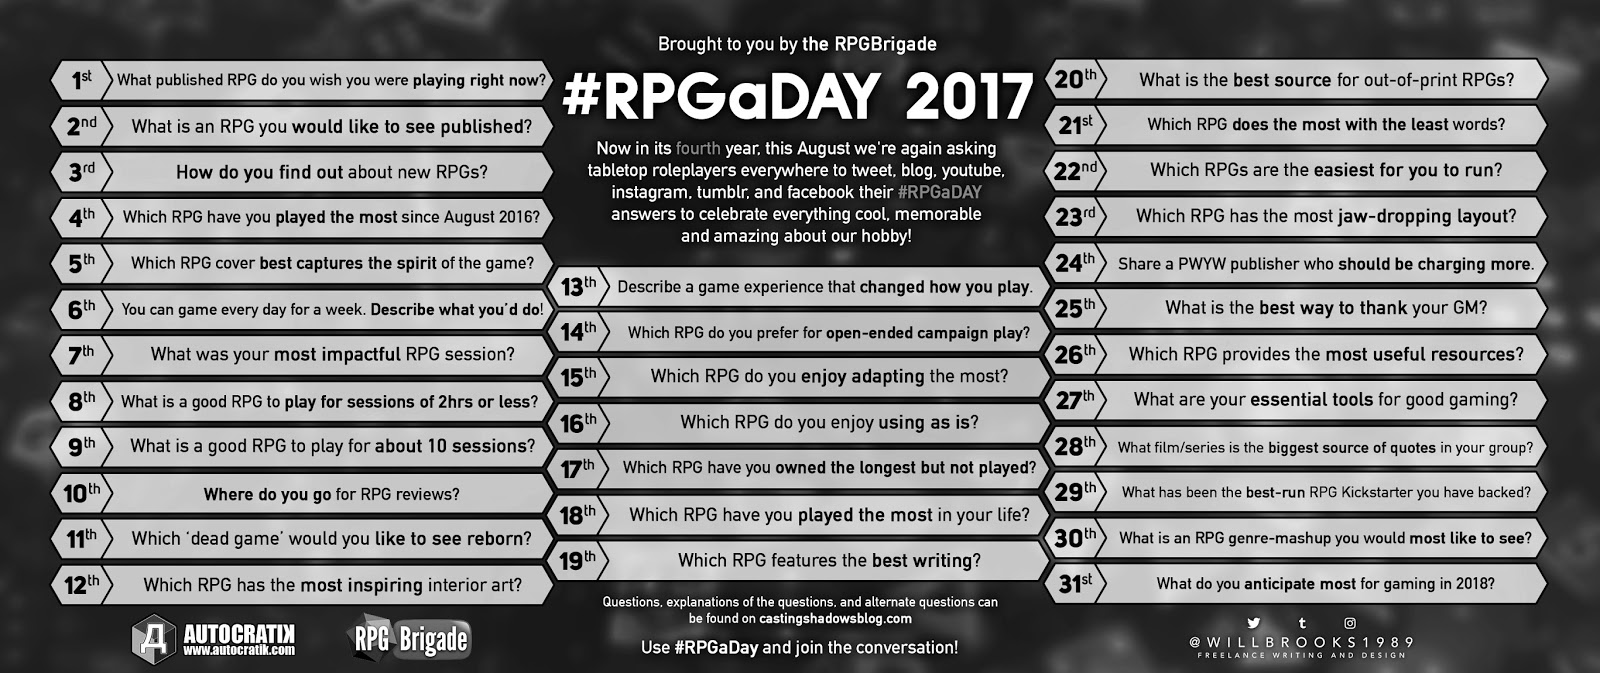 Brought to you by the RPGBrigade
#RPGaDAY 2017
Now in its fourth year, this August we're again asking
tabletop roleplayers everywhere to tweet, blog, youtube,
instagram, tumblr, and facebook their #RPGaDAY
answers to celebrate everything cool, memorable
and amazing about our hobby!
1st What published RPG do you wish you were playing right now?
2nd What is an RPG you would like to see published?
3rd How do you find out about new RPGs?
4th Which RPG have you played the most since August 2016?
5th Which RPG cover best captures the spirit of the game?
6th You can game every day for a week. Describe what you'd do!
7th What was your most impactful RPG session?
8th What is a good RPG to play for sessions of 2hrs or less?
9th What is a good RPG to play for about 10 sessions?
10th Where do you go for RPG reviews?
11th Which 'dead game' would you like to see reborn?
12th Which RPG has the most inspiring interior art?
13th Describe a game experience that changed how you play.
14th Which RPG do you prefer for open-ended campaign play?
15th Which RPG do you enjoy adapting the most?
16th Which RPG do you enjoy using as is?
17th Which RPG have you owned the longest but not played?
18th Which RPG have you played the most in your life?
19th Which RPG features the best writing?
20th What is the best source for out-of-print RPGs?
21st Which RPG does the most with the least words?
22nd Which RPGs are the easiest for you to run?
23rd Which RPG has the most jaw-dropping layout?
24th Share a PWYW publisher who should be charging more.
25th What is the best way to thank your GM?
26th Which RPG provides the most useful resources?
27th What are your essential tools for good gaming?
28th What film/series is the biggest source of quotes in your group?
29th What has been the best-run RPG Kickstarter you have backed?
30th What is an RPG genre-mashup you would most like to see?
31st What do you anticipate most for gaming in 2018?
AUTOCRATIK
www.autocratik.com
RPG Brigade
Questions, explanations of the questions, and alternate questions can
be found on castingshadowsblog.com
Use #RPGaDay and join the conversation!
@WILLBROOKS1989
FREELANCE WRITING AND DESIGN